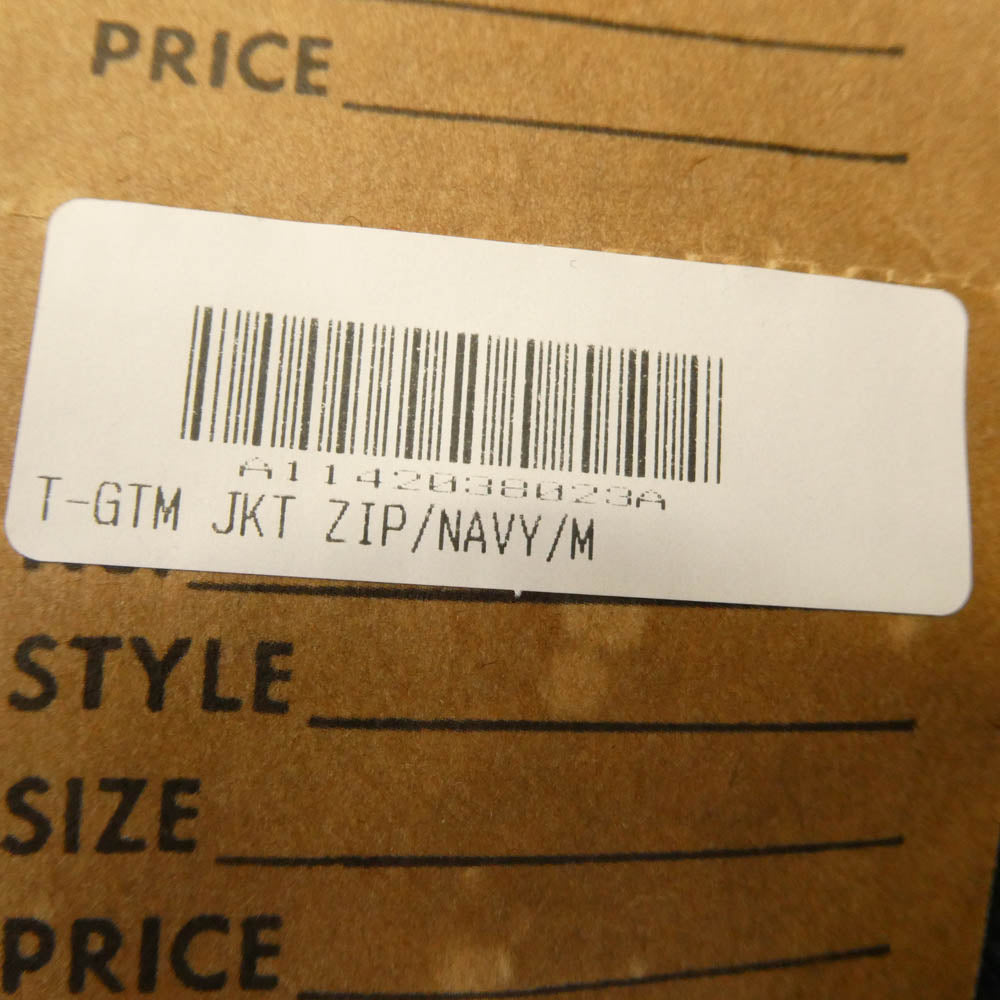 PRICE
A1142038023A
T-GTM JKT ZIP/NAVY/M
STYLE
SIZE
PRICE